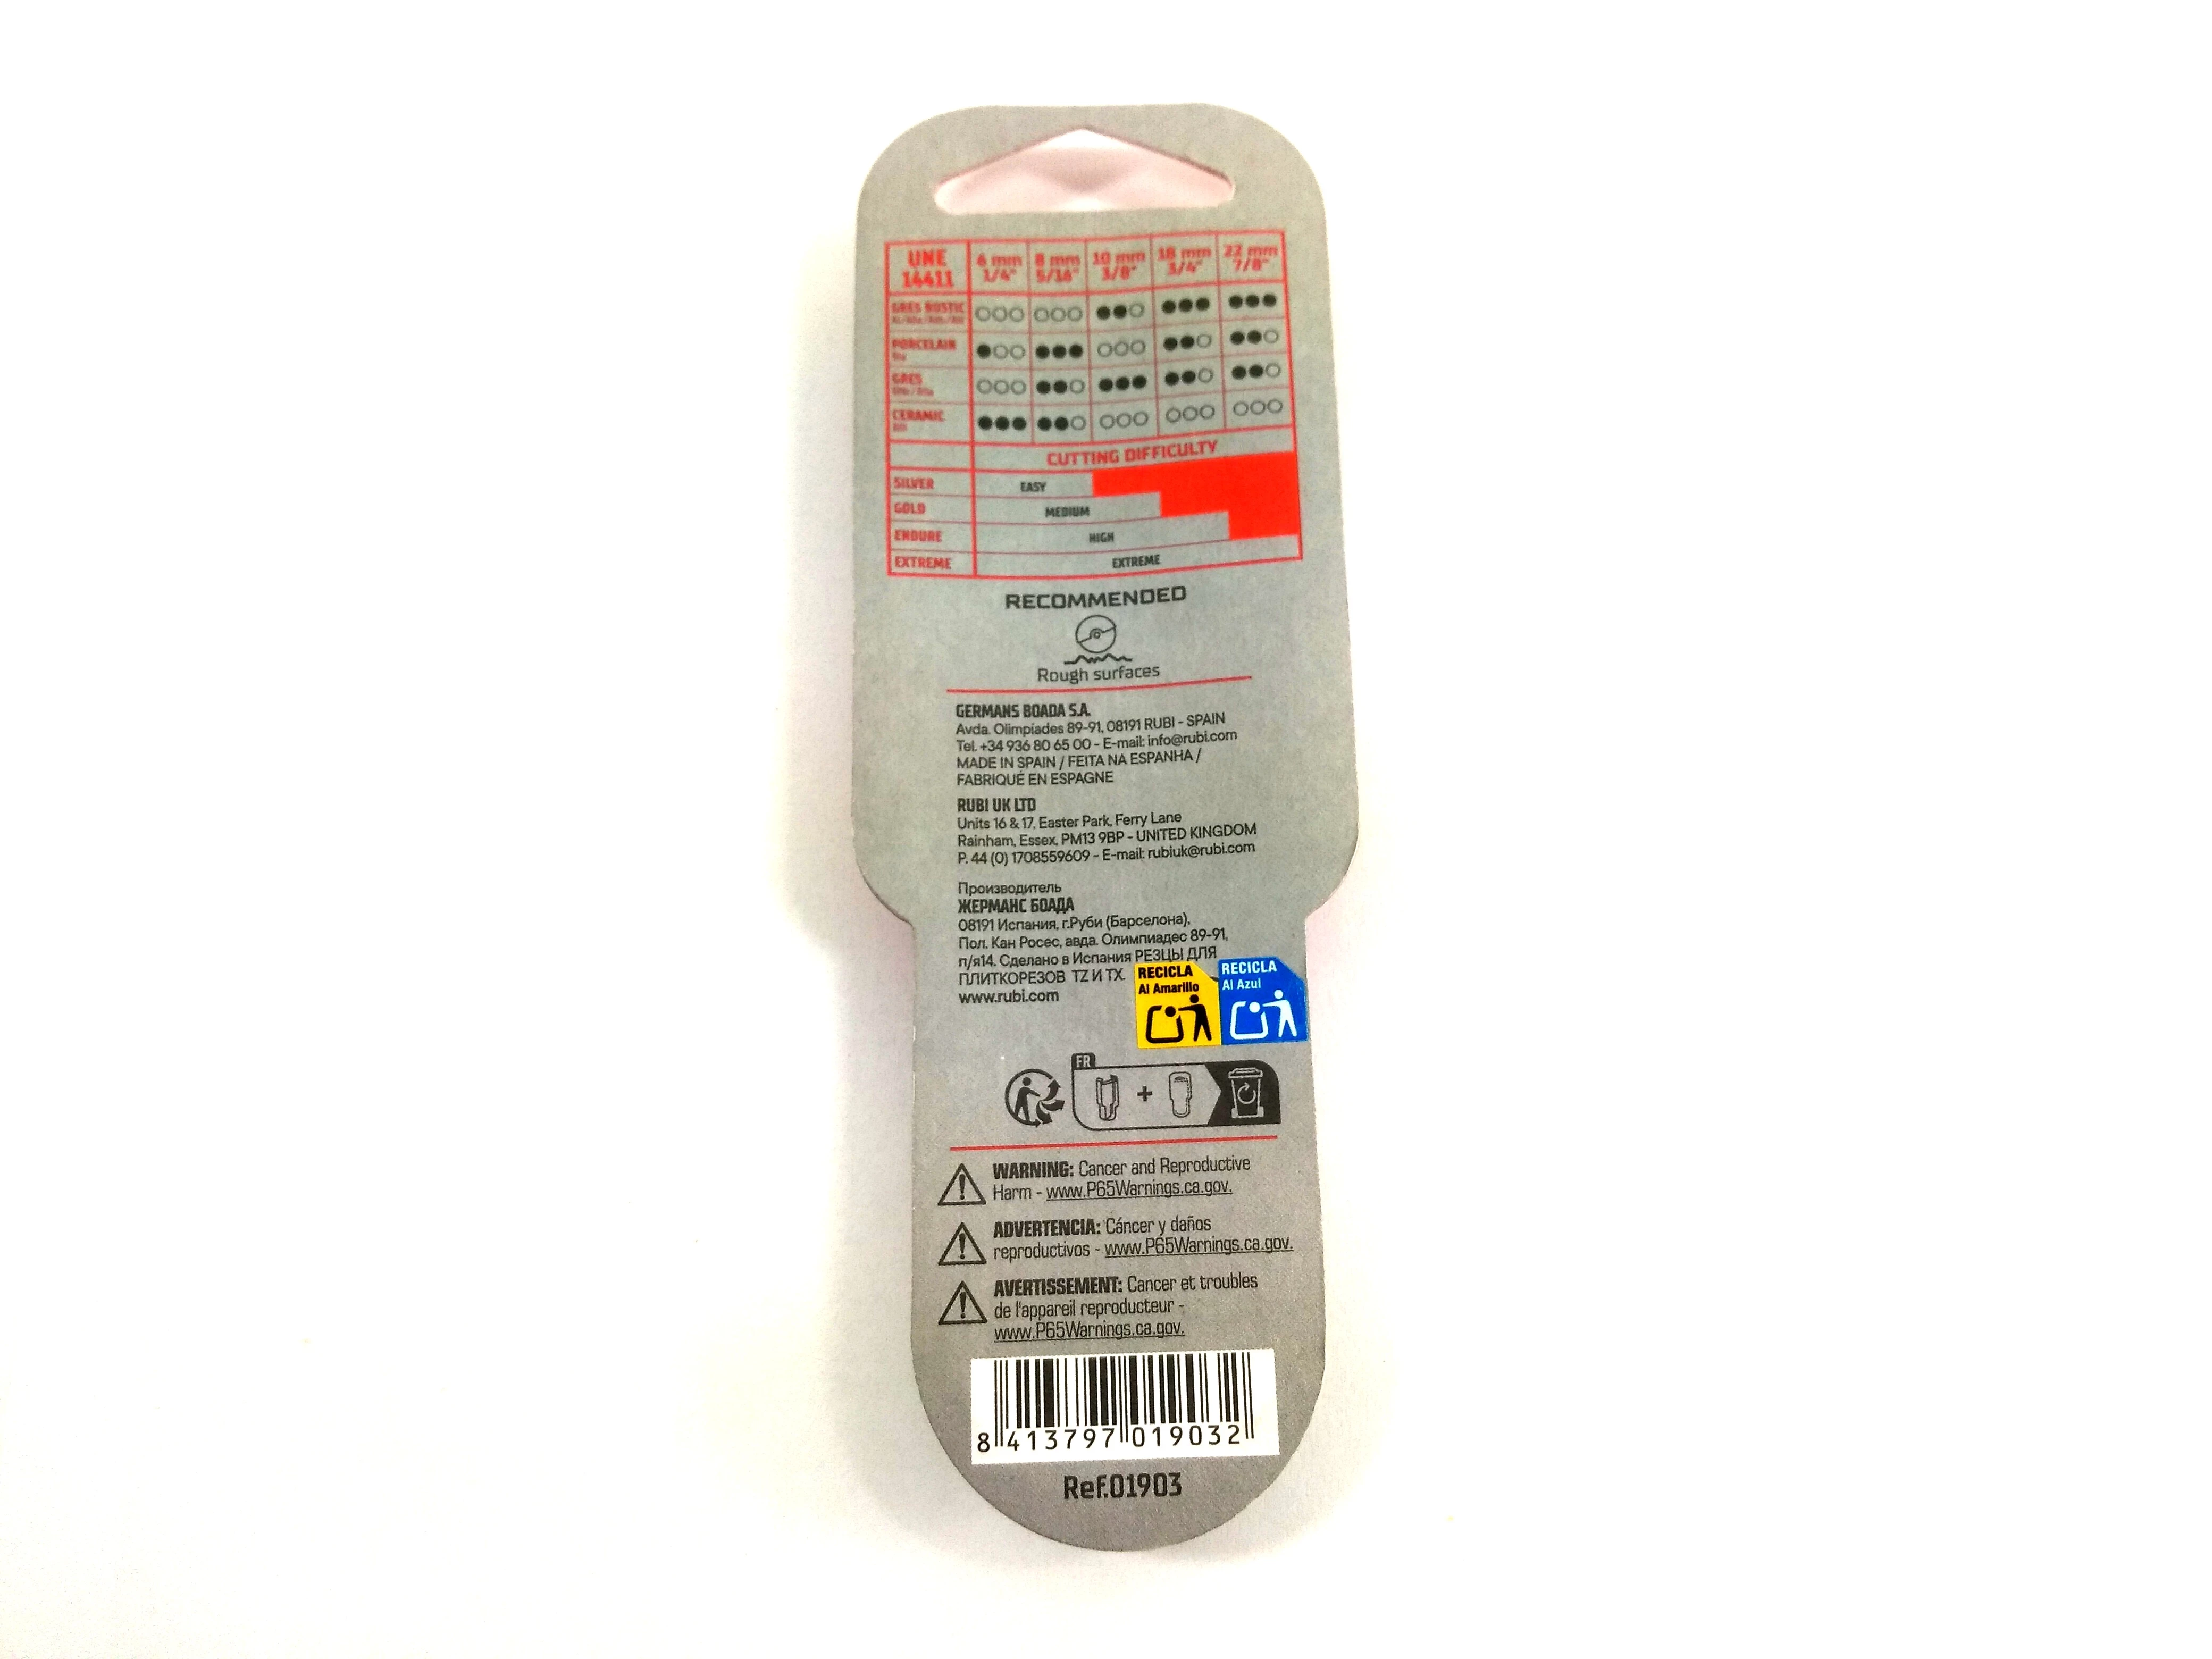 UNE 14411
6 mm 1/4"
8 mm 5/16"
10 mm 3/8"
18 mm 3/4"
22 mm 7/8"
GRES RUSTIC
PORCELAIN
GRES
CERAMIC
CUTTING DIFFICULTY
SILVER EASY
GOLD MEDIUM
ENDURE HIGH
EXTREME EXTREME
RECOMMENDED
Rough surfaces
GERMANS BOADA S.A.
Avda. Olimpíades 89-91, 08191 RUBI - SPAIN
Tel. +34 936 80 65 00 - E-mail: info@rubi.com
MADE IN SPAIN / FEITA NA ESPANHA /
FABRIQUÉ EN ESPAGNE
RUBI UK LTD
Units 16 & 17, Easter Park, Ferry Lane
Rainham, Essex, PM13 9BP - UNITED KINGDOM
P. 44 (0) 1708559609 - E-mail: rubiuk@rubi.com
Производитель
ЖЕРМАНС БОАДА
08191 Испания, г.Руби (Барселона),
Пол. Кан Росес, авда. Олимпиадес 89-91,
п/я14. Сделано в Испания РЕЗЦЫ ДЛЯ
ПЛИТКОРЕЗОВ TZ И TX.
www.rubi.com
RECICLA
Al Amarillo
RECICLA
Al Azul
FR
+
WARNING: Cancer and Reproductive
Harm - www.P65Warnings.ca.gov.
ADVERTENCIA: Cáncer y daños
reproductivos - www.P65Warnings.ca.gov.
AVERTISSEMENT: Cancer et troubles
de l'appareil reproducteur -
www.P65Warnings.ca.gov.
8 413797 019032
Ref.01903